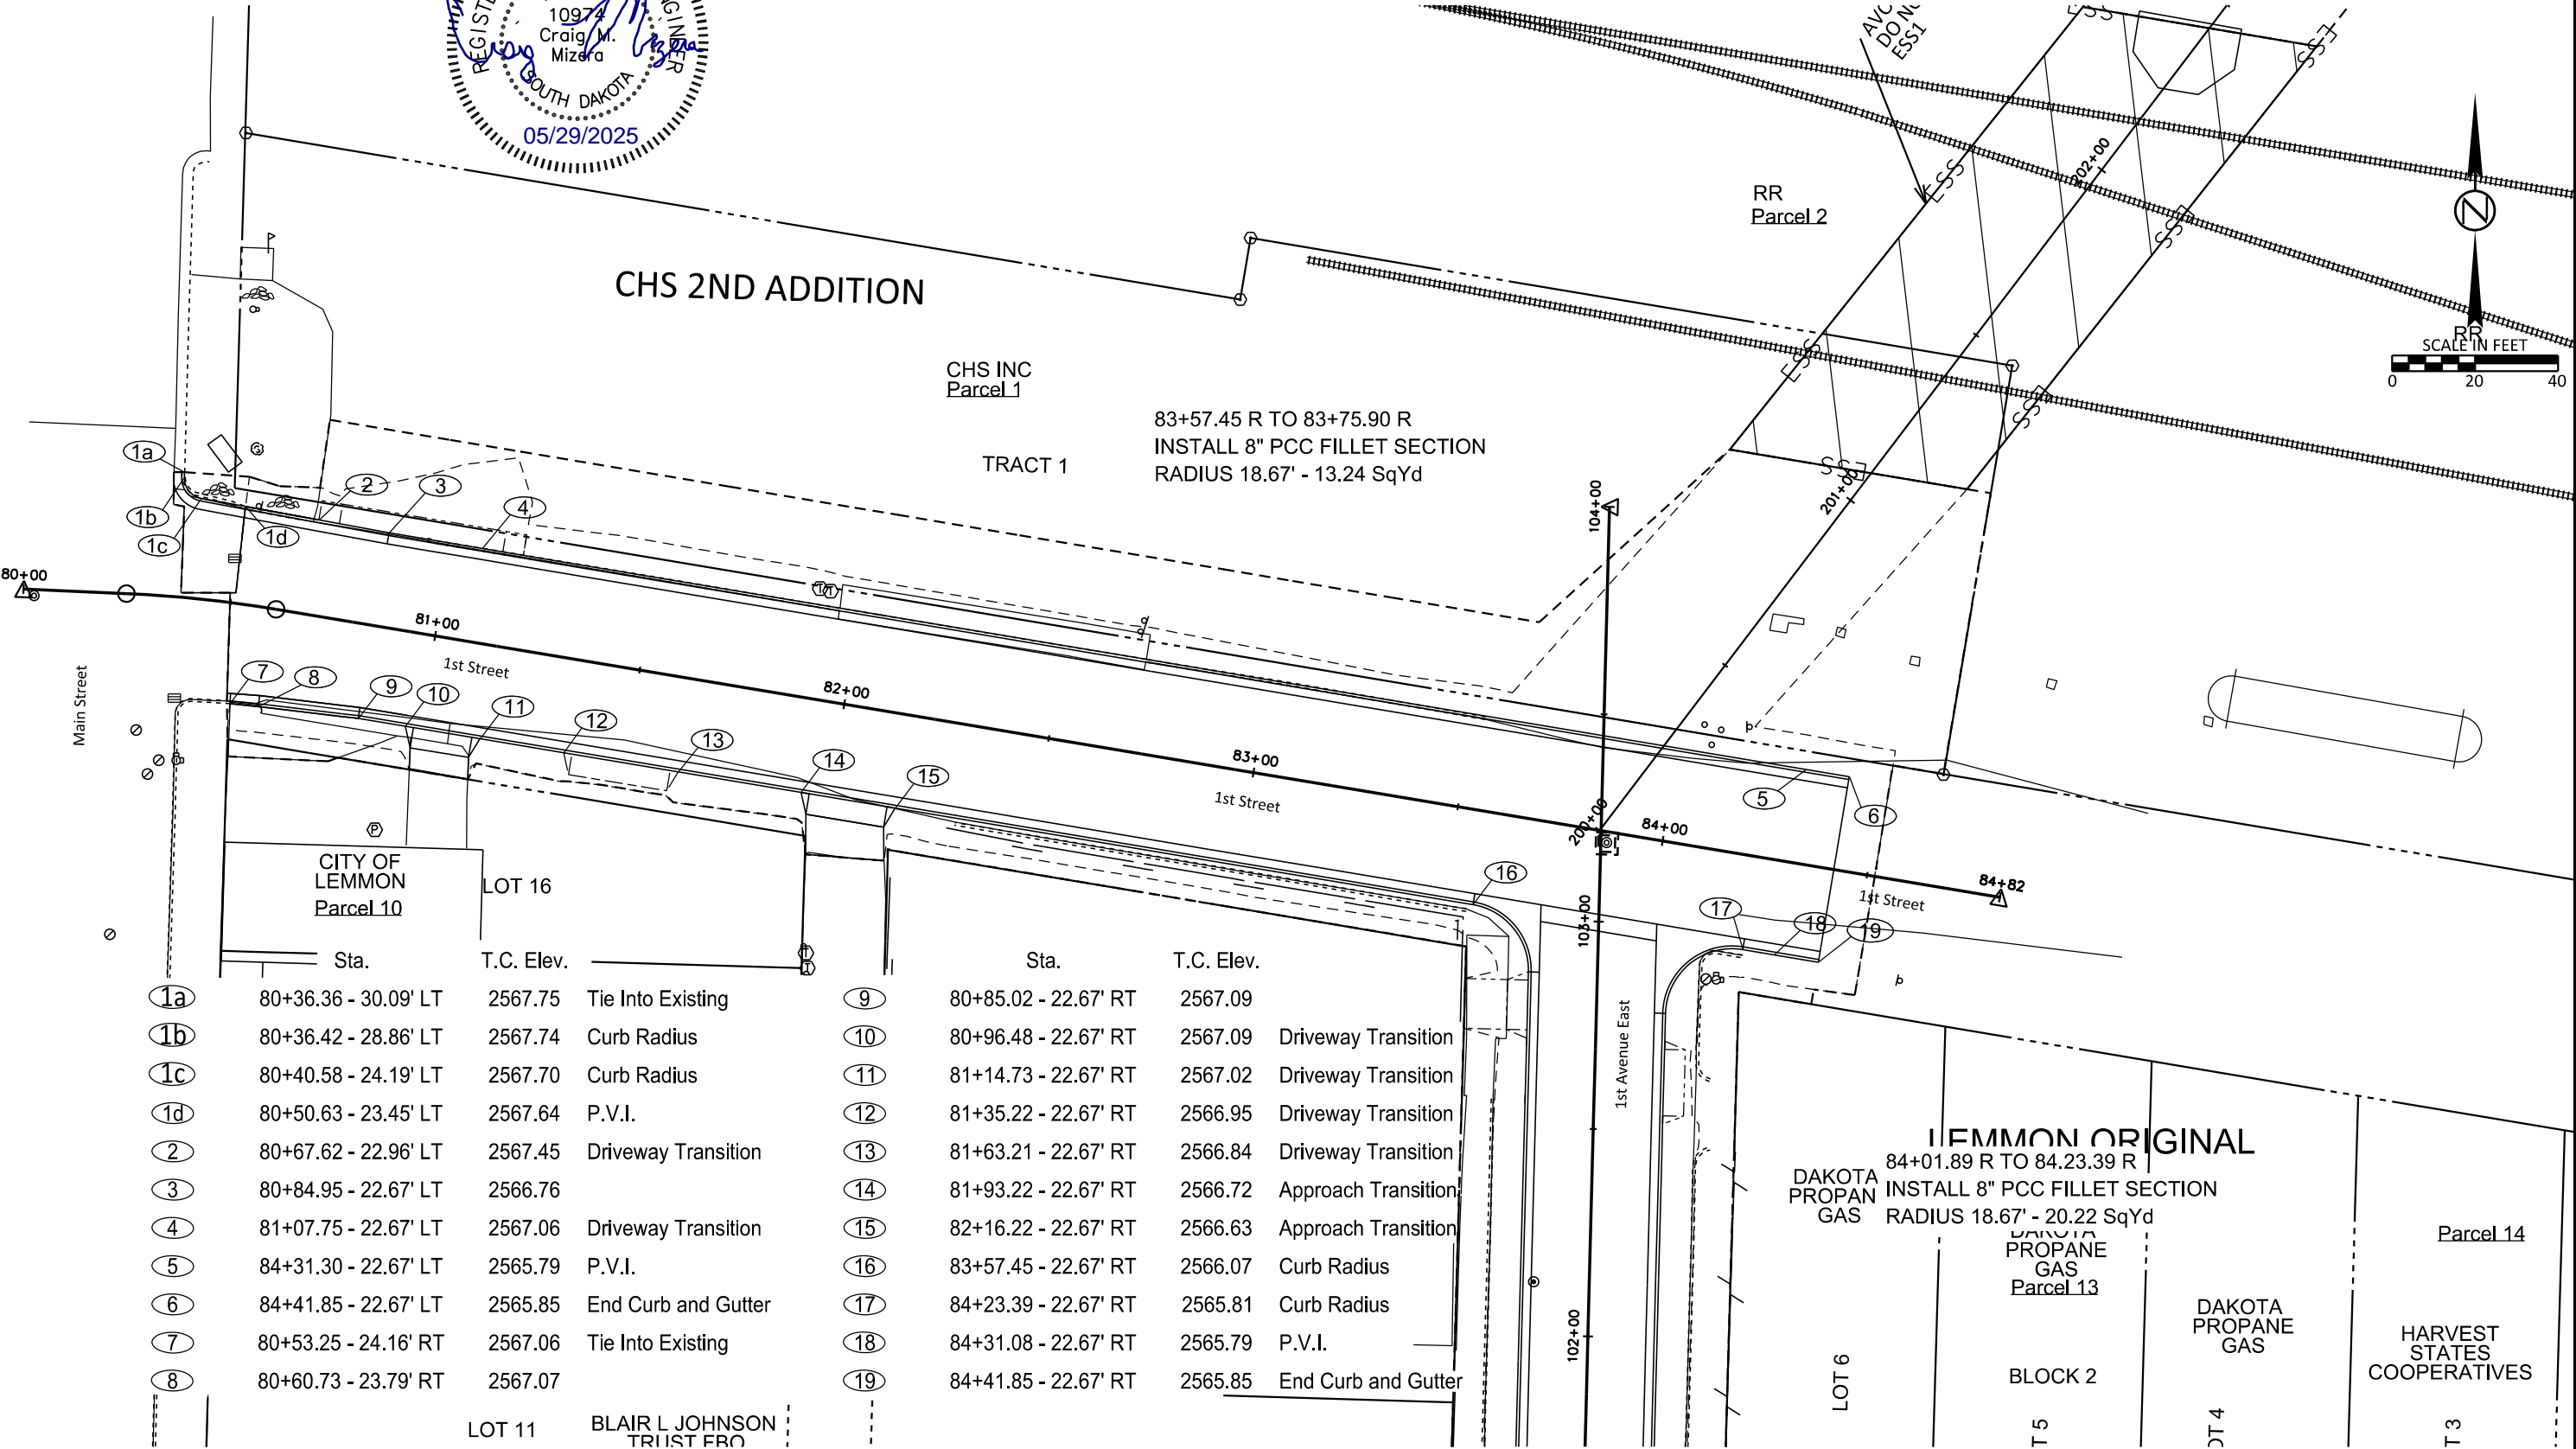 10974
Craig M.
Mizera
SOUTH DAKOTA
05/29/2025
DO NO
ESS1
RR
Parcel 2
202+00
N
RR
SCALE IN FEET
0 20 40
CHS 2ND ADDITION
CHS INC
Parcel 1
TRACT 1
83+57.45 R TO 83+75.90 R
INSTALL 8" PCC FILLET SECTION
RADIUS 18.67' - 13.24 SqYd
201+00
104+00
1a
1b
1c
1d
2
3
4
80+00
81+00
1st Street
82+00
83+00
1st Street
200+00
84+00
84+82
1st Street
5
6
7
8
9
10
11
12
13
14
15
16
17
18
19
Main Street
P
CITY OF
LEMMON
Parcel 10
LOT 16
103+00
1st Avenue East
102+00
Sta. T.C. Elev.
1a 80+36.36 - 30.09' LT 2567.75 Tie Into Existing
1b 80+36.42 - 28.86' LT 2567.74 Curb Radius
1c 80+40.58 - 24.19' LT 2567.70 Curb Radius
1d 80+50.63 - 23.45' LT 2567.64 P.V.I.
2 80+67.62 - 22.96' LT 2567.45 Driveway Transition
3 80+84.95 - 22.67' LT 2566.76
4 81+07.75 - 22.67' LT 2567.06 Driveway Transition
5 84+31.30 - 22.67' LT 2565.79 P.V.I.
6 84+41.85 - 22.67' LT 2565.85 End Curb and Gutter
7 80+53.25 - 24.16' RT 2567.06 Tie Into Existing
8 80+60.73 - 23.79' RT 2567.07
Sta. T.C. Elev.
9 80+85.02 - 22.67' RT 2567.09
10 80+96.48 - 22.67' RT 2567.09 Driveway Transition
11 81+14.73 - 22.67' RT 2567.02 Driveway Transition
12 81+35.22 - 22.67' RT 2566.95 Driveway Transition
13 81+63.21 - 22.67' RT 2566.84 Driveway Transition
14 81+93.22 - 22.67' RT 2566.72 Approach Transition
15 82+16.22 - 22.67' RT 2566.63 Approach Transition
16 83+57.45 - 22.67' RT 2566.07 Curb Radius
17 84+23.39 - 22.67' RT 2565.81 Curb Radius
18 84+31.08 - 22.67' RT 2565.79 P.V.I.
19 84+41.85 - 22.67' RT 2565.85 End Curb and Gutter
LOT 11
BLAIR L JOHNSON
TRUST FBO
LEMMON ORIGINAL
84+01.89 R TO 84.23.39 R
INSTALL 8" PCC FILLET SECTION
RADIUS 18.67' - 20.22 SqYd
DAKOTA
PROPAN
GAS
DAKOTA
PROPANE
GAS
Parcel 13
BLOCK 2
LOT 6
T 5
DAKOTA
PROPANE
GAS
OT 4
Parcel 14
HARVEST
STATES
COOPERATIVES
T 3